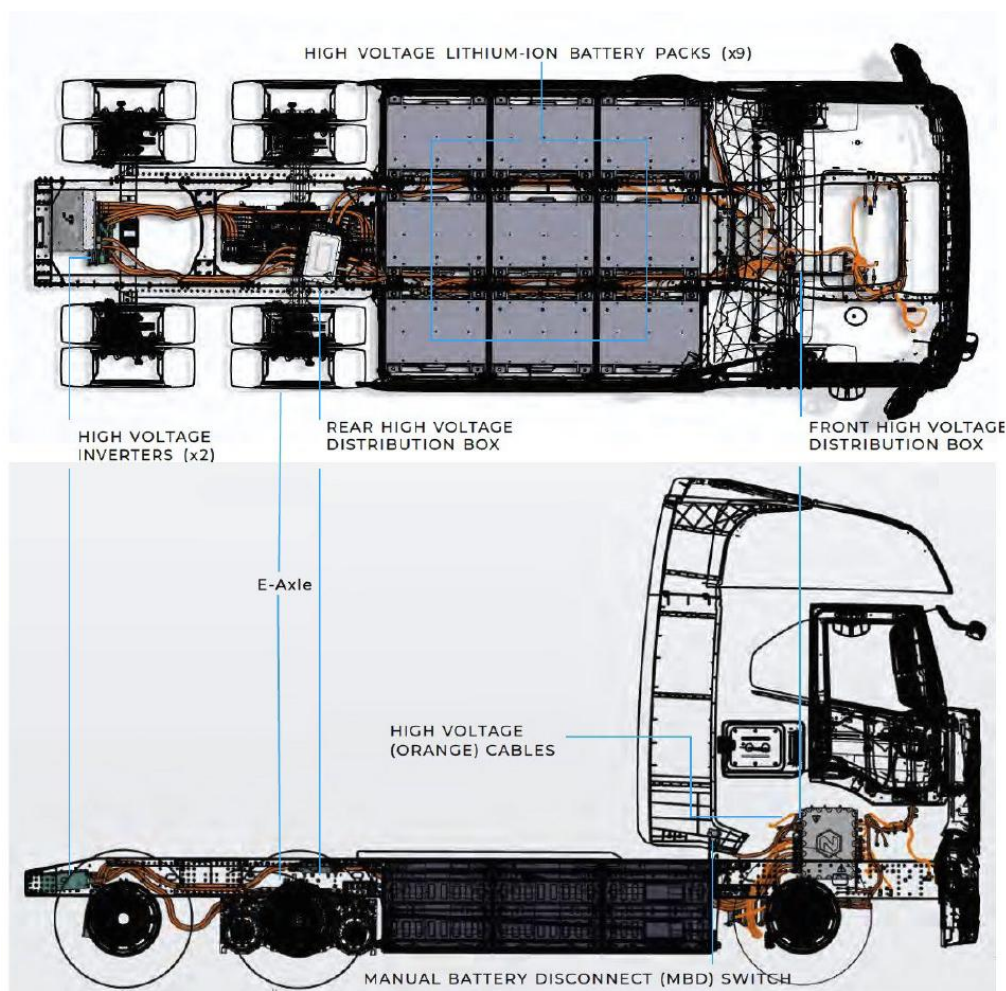 HIGH VOLTAGE LITHIUM-ION BATTERY PACKS (x9)
HIGH VOLTAGE
INVERTERS (x2)
REAR HIGH VOLTAGE
DISTRIBUTION BOX
FRONT HIGH VOLTAGE
DISTRIBUTION BOX
E-Axle
HIGH VOLTAGE
(ORANGE) CABLES
MANUAL BATTERY DISCONNECT (MBD) SWITCH